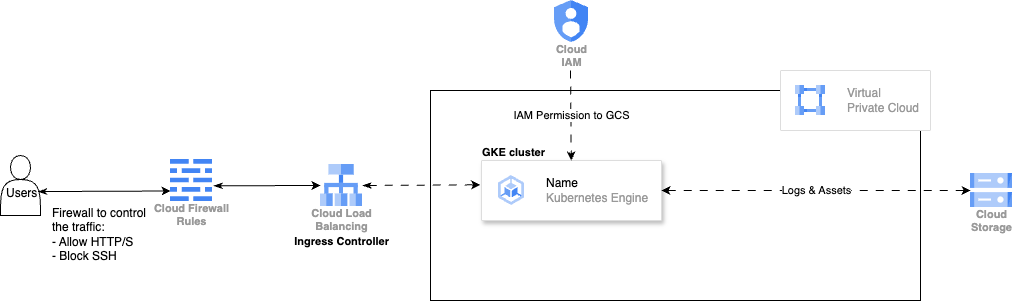 Cloud
IAM
Virtual
Private Cloud
IAM Permission to GCS
GKE cluster
Name
Kubernetes Engine
Users
Cloud Firewall
Rules
Firewall to control
the traffic:
- Allow HTTP/S
- Block SSH
Cloud Load
Balancing
Ingress Controller
Logs & Assets
Cloud
Storage